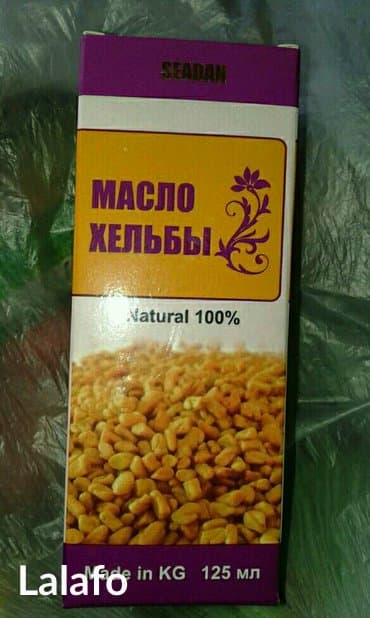 SEADAN
МАСЛО
ХЕЛЬБЫ
Natural 100%
Made in KG 125 мл
Lalafo